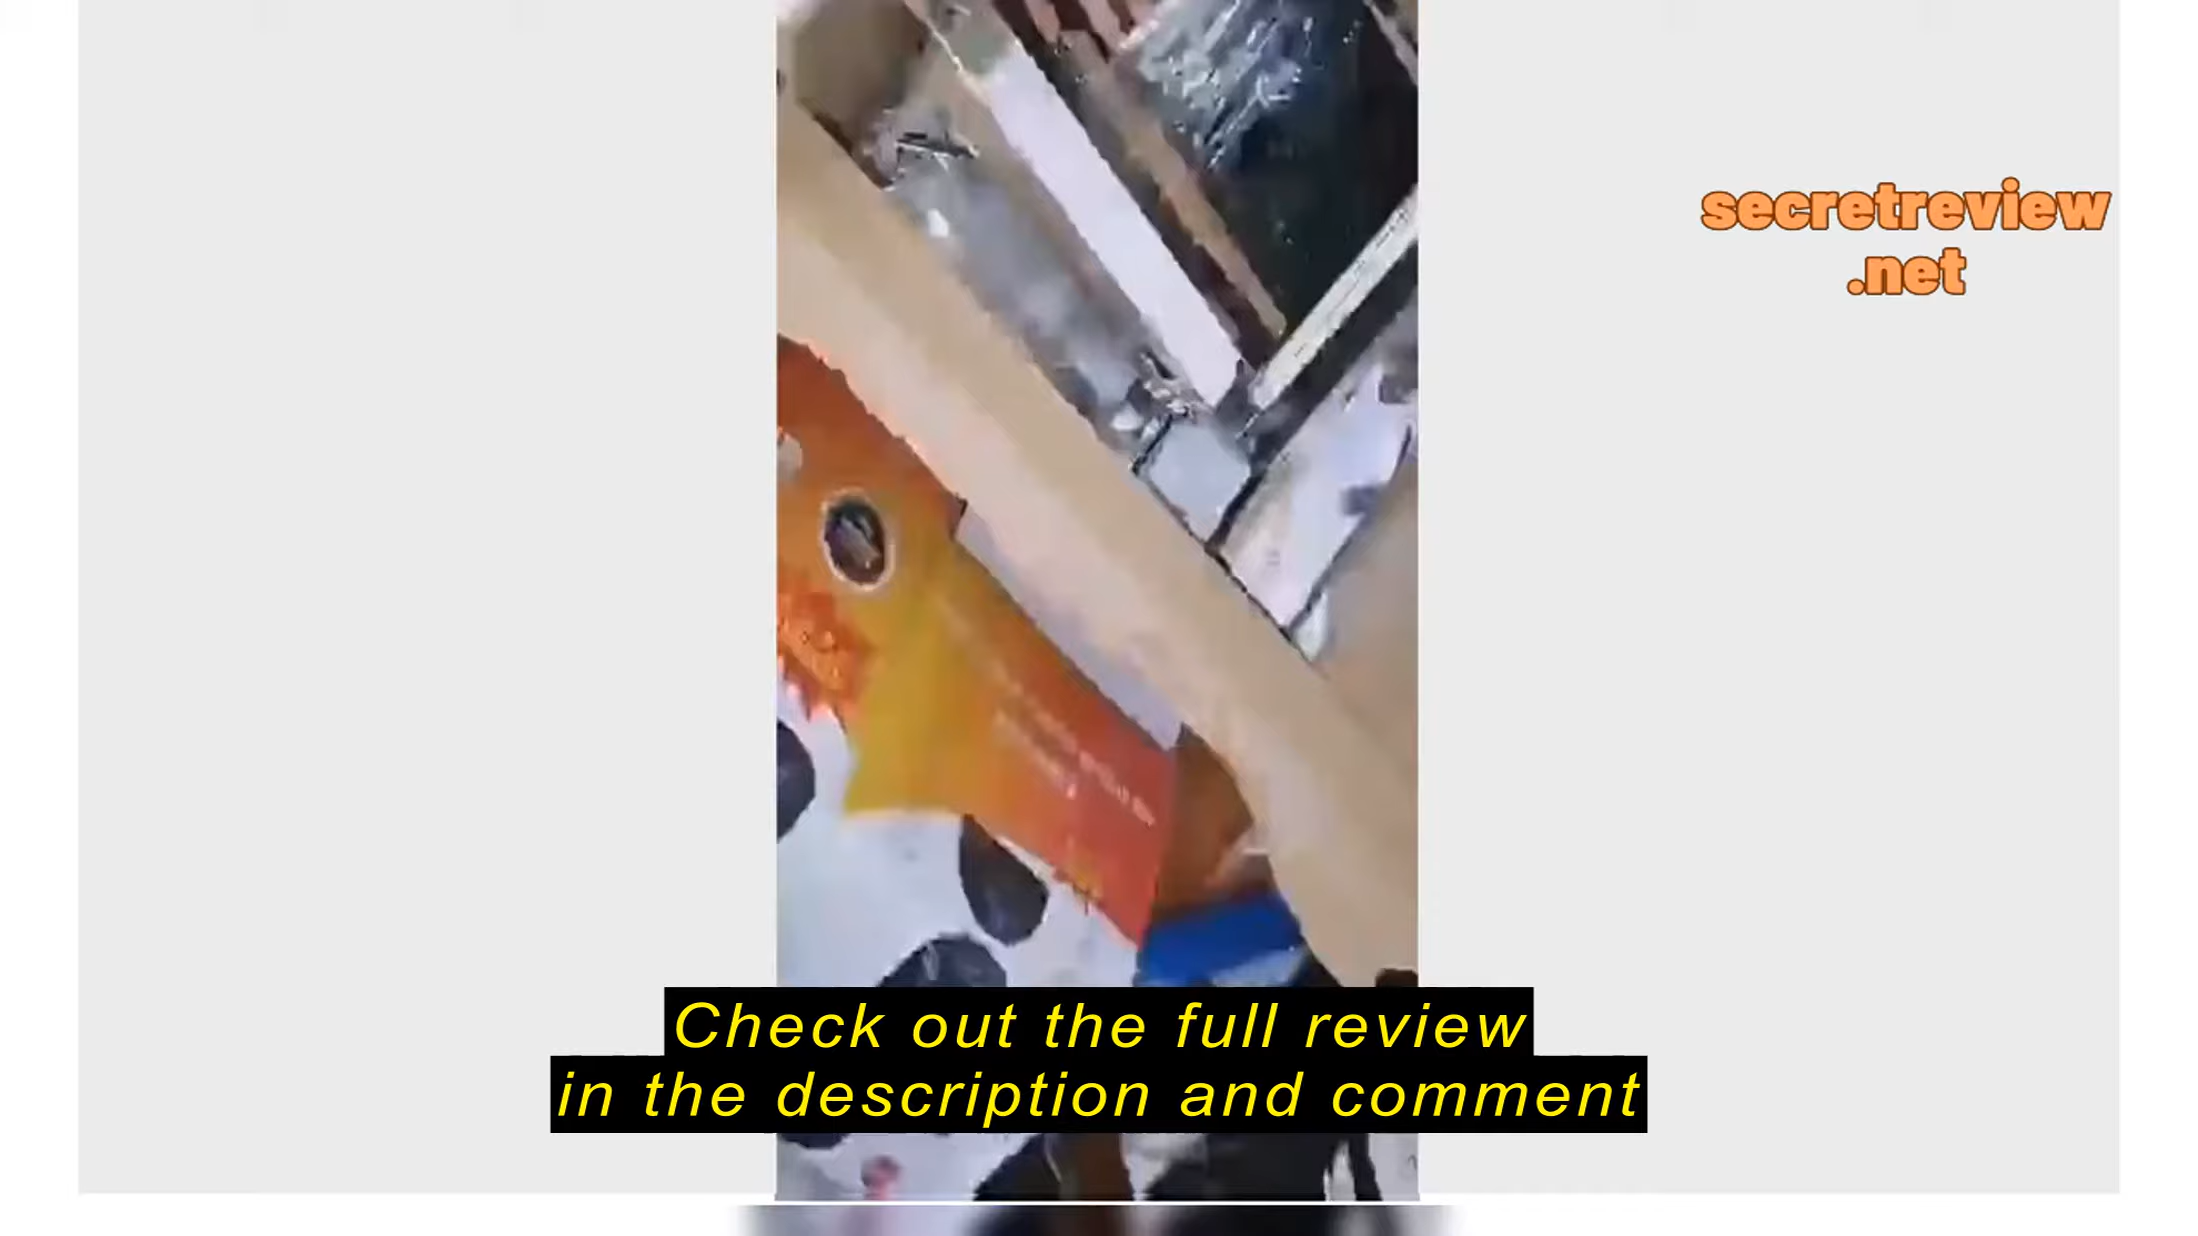 secretreview
.net
Check out the full review
in the description and comment